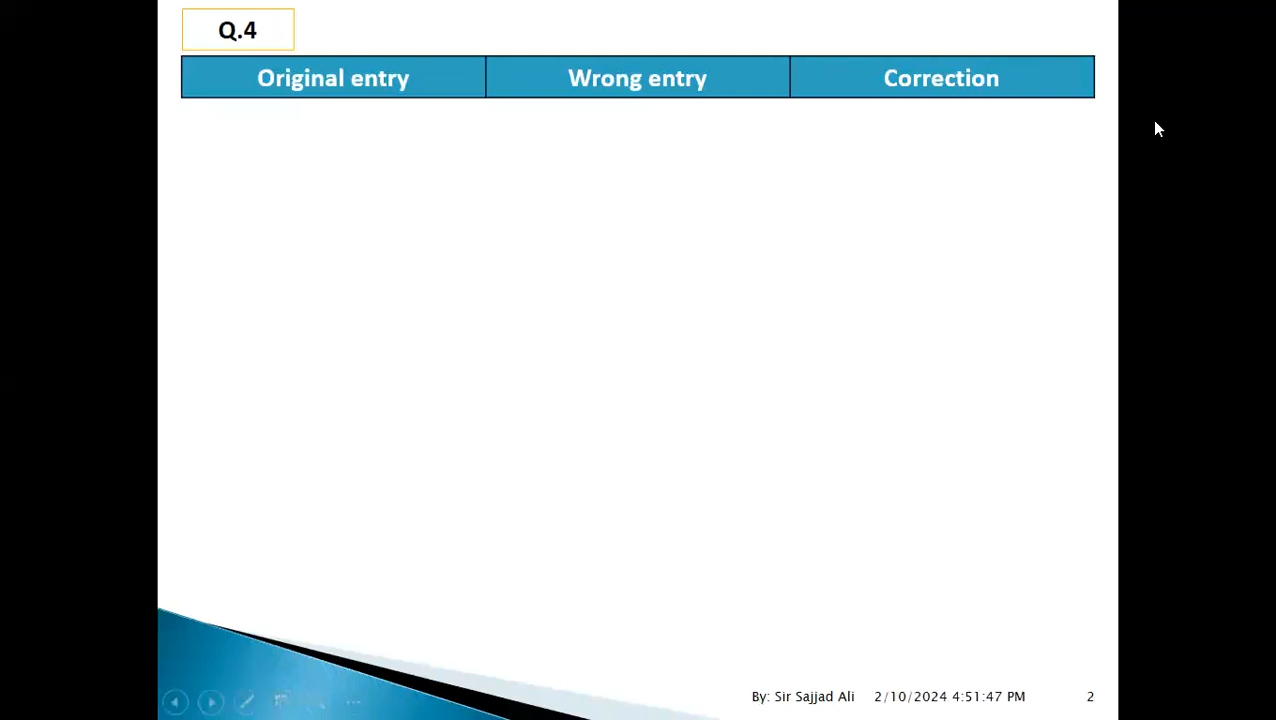 Q.4
Original entry Wrong entry Correction
By: Sir Sajjad Ali 2/10/2024 4:51:47 PM 2